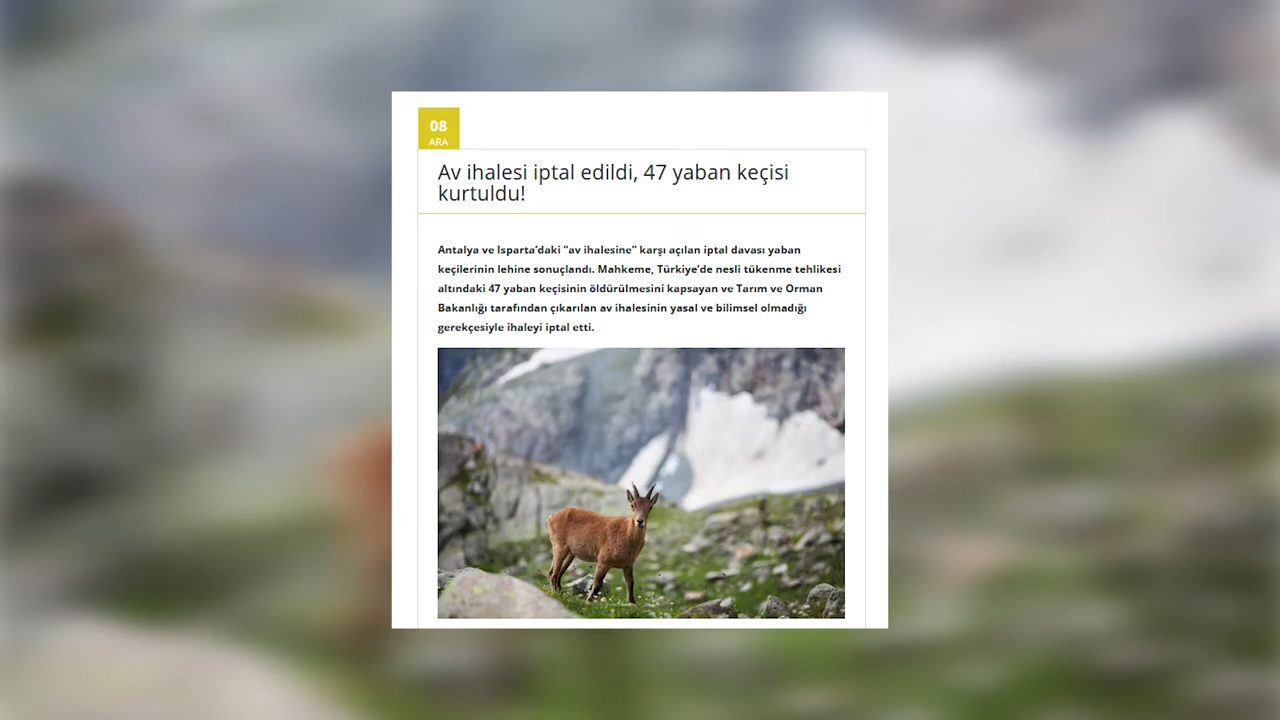 08
ARA
Av ihalesi iptal edildi, 47 yaban keçisi
kurtuldu!
Antalya ve Isparta’daki “av ihalesine” karşı açılan iptal davası yaban
keçilerinin lehine sonuçlandı. Mahkeme, Türkiye’de nesli tükenme tehlikesi
altındaki 47 yaban keçisinin öldürülmesini kapsayan ve Tarım ve Orman
Bakanlığı tarafından çıkarılan av ihalesinin yasal ve bilimsel olmadığı
gerekçesiyle ihaleyi iptal etti.